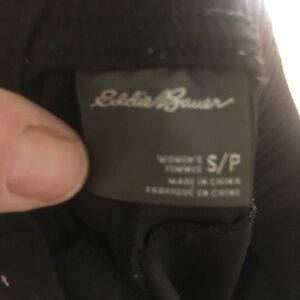 Eddie Bauer
WOMEN'S S/P
FEMMES
MADE IN CHINA
FABRIQUÉ EN CHINE